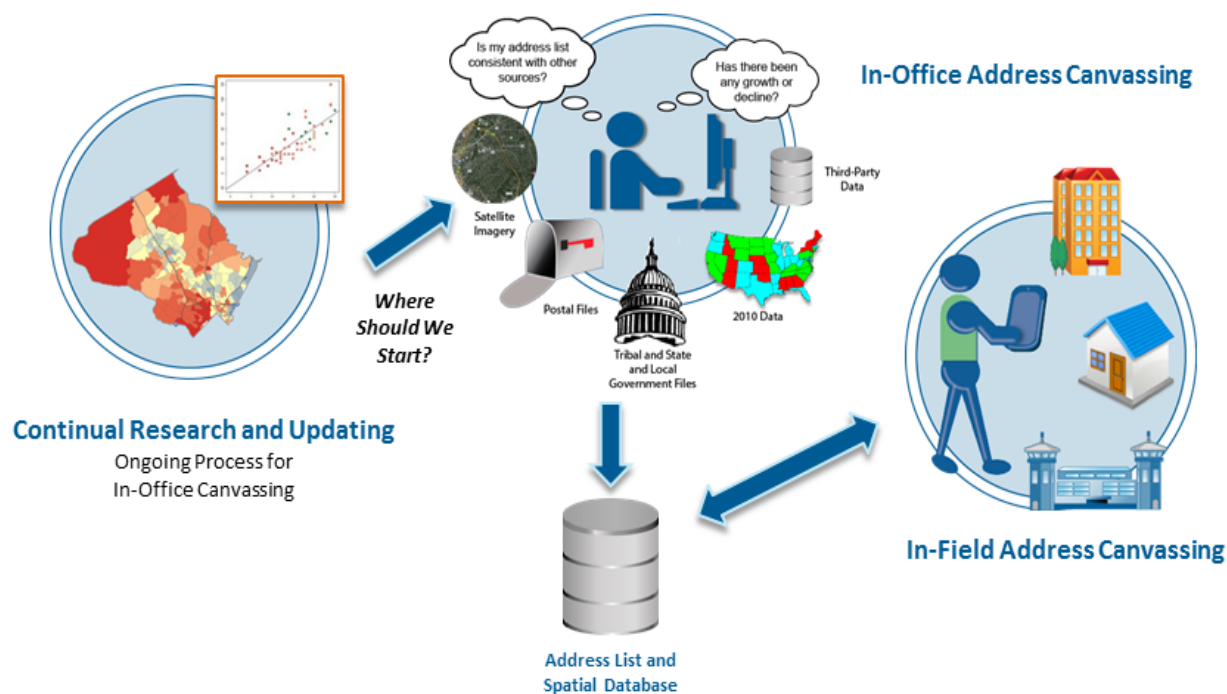 Is my address list
consistent with other
sources?
Has there been
any growth or
decline?
In-Office Address Canvassing
Third-Party
Data
Satellite
Imagery
Postal Files
2010 Data
Tribal and State
and Local
Government Files
Where
Should We
Start?
Continual Research and Updating
Ongoing Process for
In-Office Canvassing
In-Field Address Canvassing
Address List and
Spatial Database